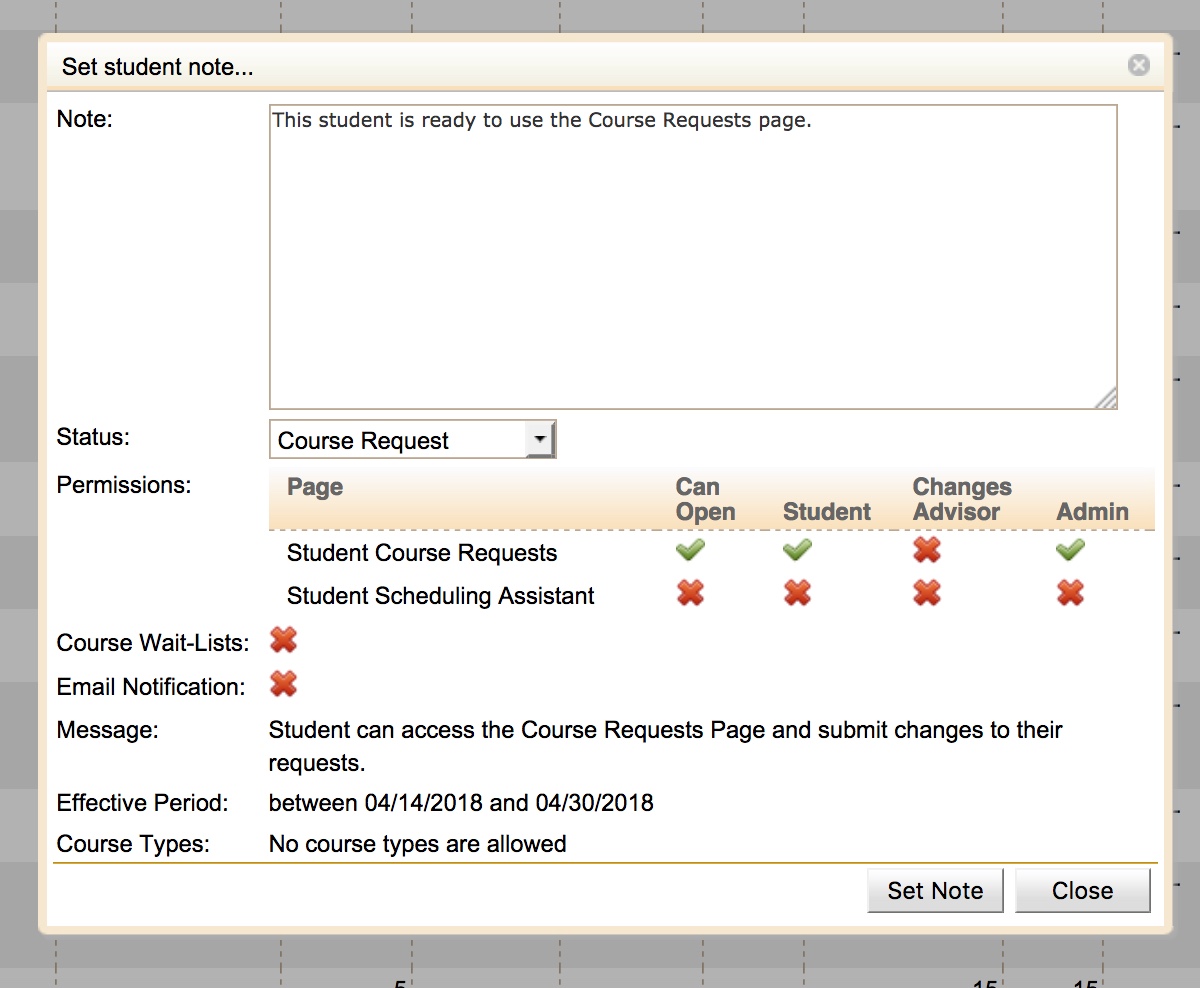 Set student note...
Note:
This student is ready to use the Course Requests page.
Status:
Course Request
Permissions:
Page
Can Open
Student
Changes Advisor
Admin
Student Course Requests
Student Scheduling Assistant
Course Wait-Lists:
Email Notification:
Message:
Student can access the Course Requests Page and submit changes to their
requests.
Effective Period:
between 04/14/2018 and 04/30/2018
Course Types:
No course types are allowed
Set Note
Close
5
15
15